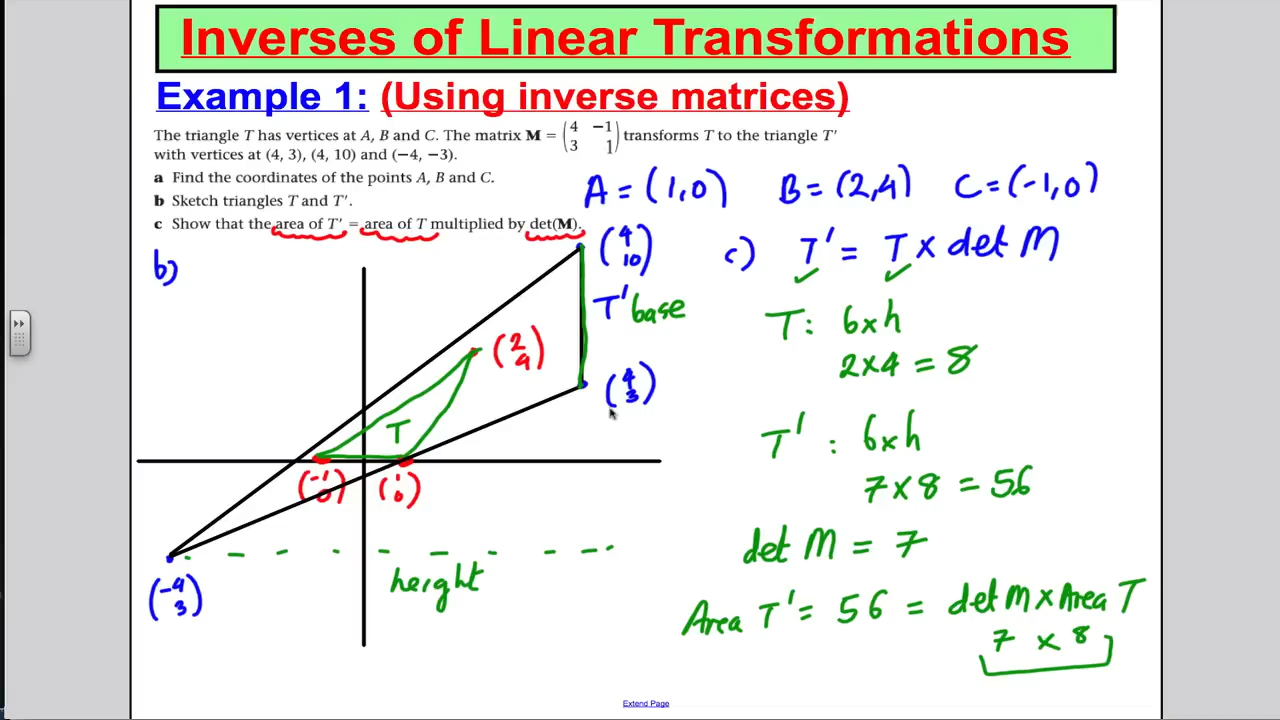 Inverses of Linear Transformations
Example 1: (Using inverse matrices)
The triangle T has vertices at A, B and C. The matrix M = (4 −1
3 1) transforms T to the triangle T′
with vertices at (4, 3), (4, 10) and (−4, −3).
a Find the coordinates of the points A, B and C.
A = (1,0) B = (2,4) C = (-1,0)
b Sketch triangles T and T′.
c Show that the area of T′ = area of T multiplied by det(M).
b)
(4
10)
c) T' = T x det M
T' base
T: b x h
2 x 4 = 8
(2
4)
(4
3)
T
T' : b x h
7 x 8 = 56
(-1
0)
(1
0)
det M = 7
height
(-4
3)
Area T' = 56 = det M x Area T
7 x 8
Extend Page